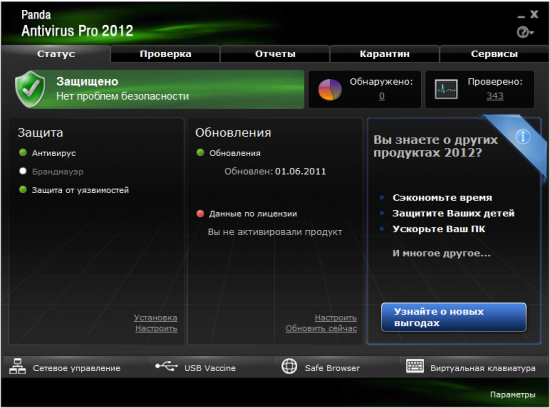 Panda
Antivirus Pro 2012
Статус
Проверка
Отчеты
Карантин
Сервисы
Защищено
Нет проблем безопасности
Обнаружено:
0
Проверено:
343
Защита
Антивирус
Брандмауэр
Защита от уязвимостей
Установка
Настроить
Обновления
Обновления
Обновлен: 01.06.2011
Данные по лицензии
Вы не активировали продукт
Настроить
Обновить сейчас
Вы знаете о других
продуктах 2012?
Сэкономьте время
Защитите Ваших детей
Ускорьте Ваш ПК
И многое другое...
Узнайте о новых
выгодах
Сетевое управление
USB Vaccine
Safe Browser
Виртуальная клавиатура
Параметры